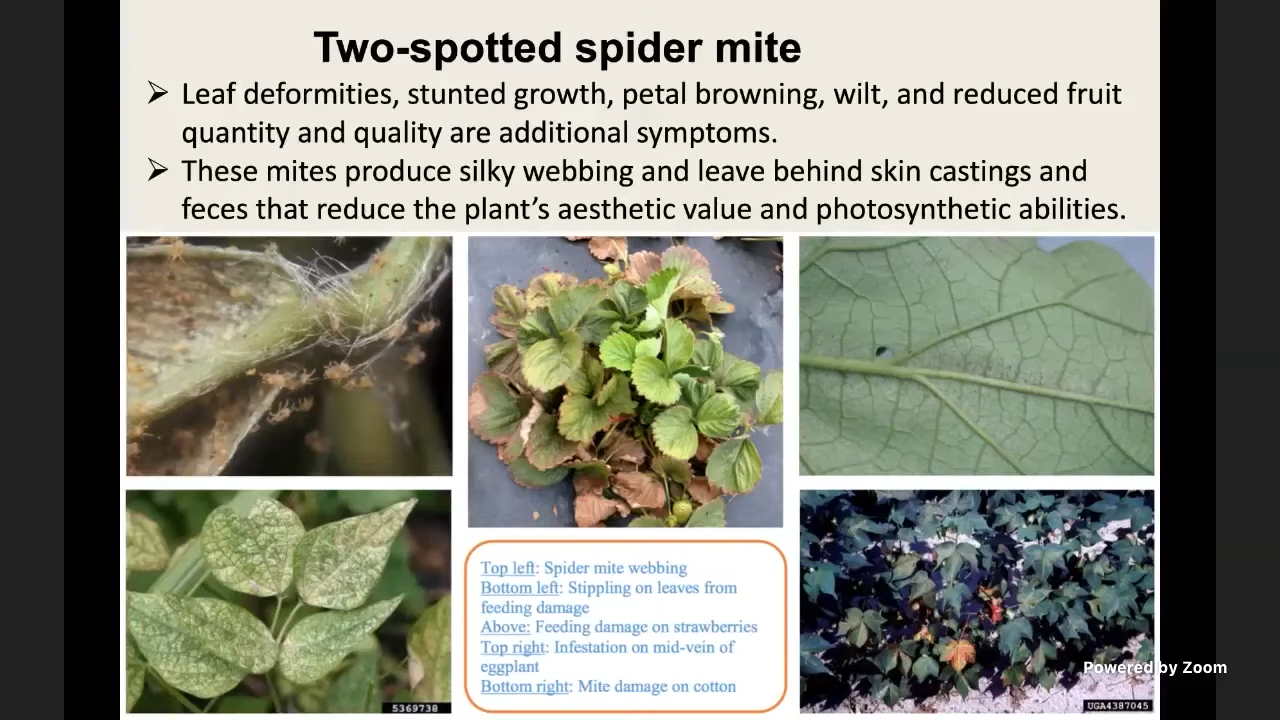 Two-spotted spider mite
➢ Leaf deformities, stunted growth, petal browning, wilt, and reduced fruit
quantity and quality are additional symptoms.
➢ These mites produce silky webbing and leave behind skin castings and
feces that reduce the plant’s aesthetic value and photosynthetic abilities.
Top left: Spider mite webbing
Bottom left: Stippling on leaves from
feeding damage
Above: Feeding damage on strawberries
Top right: Infestation on mid-vein of
eggplant
Bottom right: Mite damage on cotton
5369738
UGA4387045
Powered by Zoom